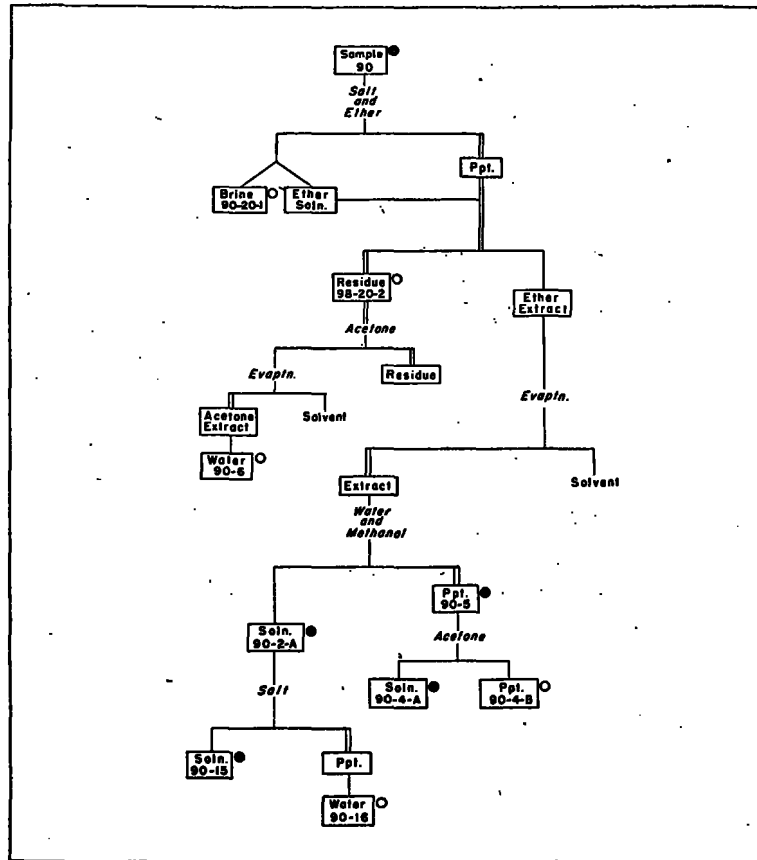 Sample
90
Salt
and
Ether
Ppt.
Brine
90-20-1
Ether
Soln.
Residue
98-20-2
Ether
Extract
Acetone
Residue
Evaptn.
Evaptn.
Acetone
Extract
Solvent
Water
90-6
Extract
Solvent
Water
and
Methanol
Ppt.
90-5
Soln.
90-2-A
Acetone
Salt
Soln.
90-4-A
Ppt.
90-4-B
Soln.
90-15
Ppt.
Water
90-16